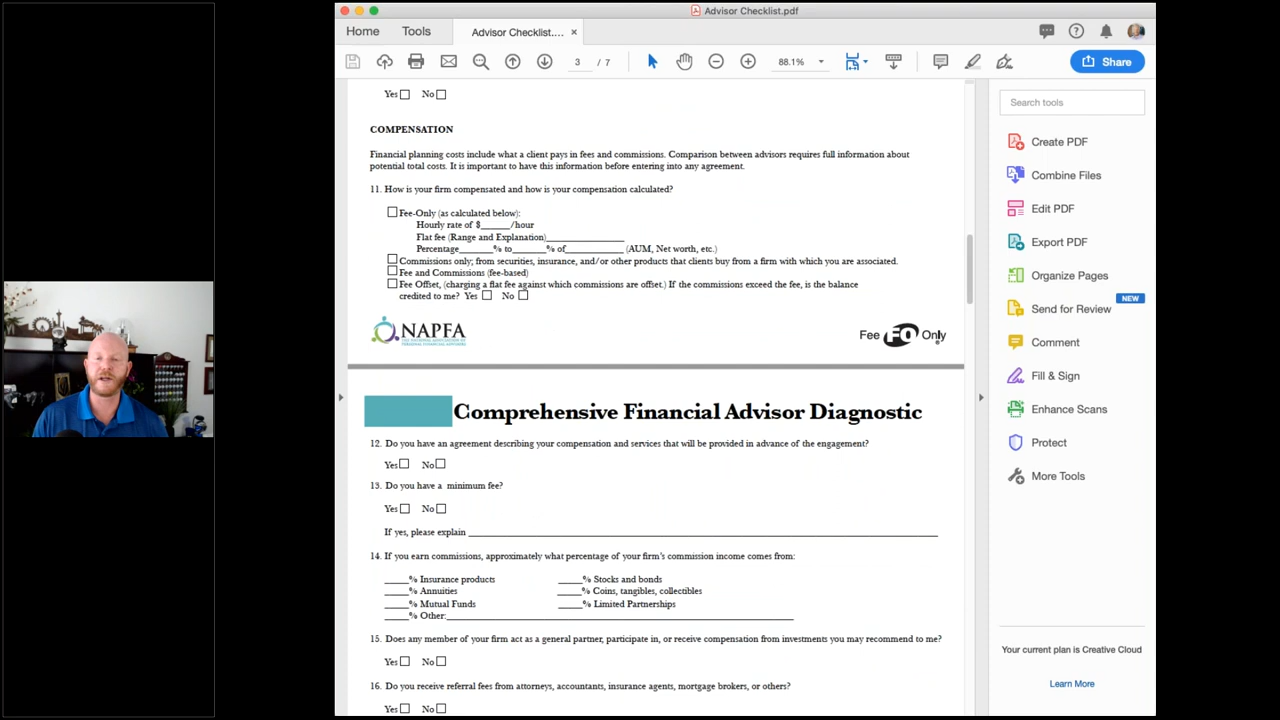 Advisor Checklist.pdf
Home
Tools
Advisor Checklist.... ×
3 / 7
88.1%
Share
Yes No
COMPENSATION
Financial planning costs include what a client pays in fees and commissions. Comparison between advisors requires full information about
potential total costs. It is important to have this information before entering into any agreement.
11. How is your firm compensated and how is your compensation calculated?
Fee-Only (as calculated below):
Hourly rate of $______/hour
Flat fee (Range and Explanation)________________
Percentage_______% to_______% of____________ (AUM, Net worth, etc.)
Commissions only; from securities, insurance, and/or other products that clients buy from a firm with which you are associated.
Fee and Commissions (fee-based)
Fee Offset, (charging a flat fee against which commissions are offset.) If the commissions exceed the fee, is the balance
credited to me? Yes No
NAPFA
THE NATIONAL ASSOCIATION OF
PERSONAL FINANCIAL ADVISORS
Fee FO Only
Comprehensive Financial Advisor Diagnostic
12. Do you have an agreement describing your compensation and services that will be provided in advance of the engagement?
Yes No
13. Do you have a minimum fee?
Yes No
If yes, please explain ______________________________
14. If you earn commissions, approximately what percentage of your firm's commission income comes from:
_____% Insurance products _____% Stocks and bonds
_____% Annuities _____% Coins, tangibles, collectibles
_____% Mutual Funds _____% Limited Partnerships
_____% Other:______________________________
15. Does any member of your firm act as a general partner, participate in, or receive compensation from investments you may recommend to me?
Yes No
16. Do you receive referral fees from attorneys, accountants, insurance agents, mortgage brokers, or others?
Yes No
Search tools
Create PDF
Combine Files
Edit PDF
Export PDF
Organize Pages
Send for Review NEW
Comment
Fill & Sign
Enhance Scans
Protect
More Tools
Your current plan is Creative Cloud
Learn More